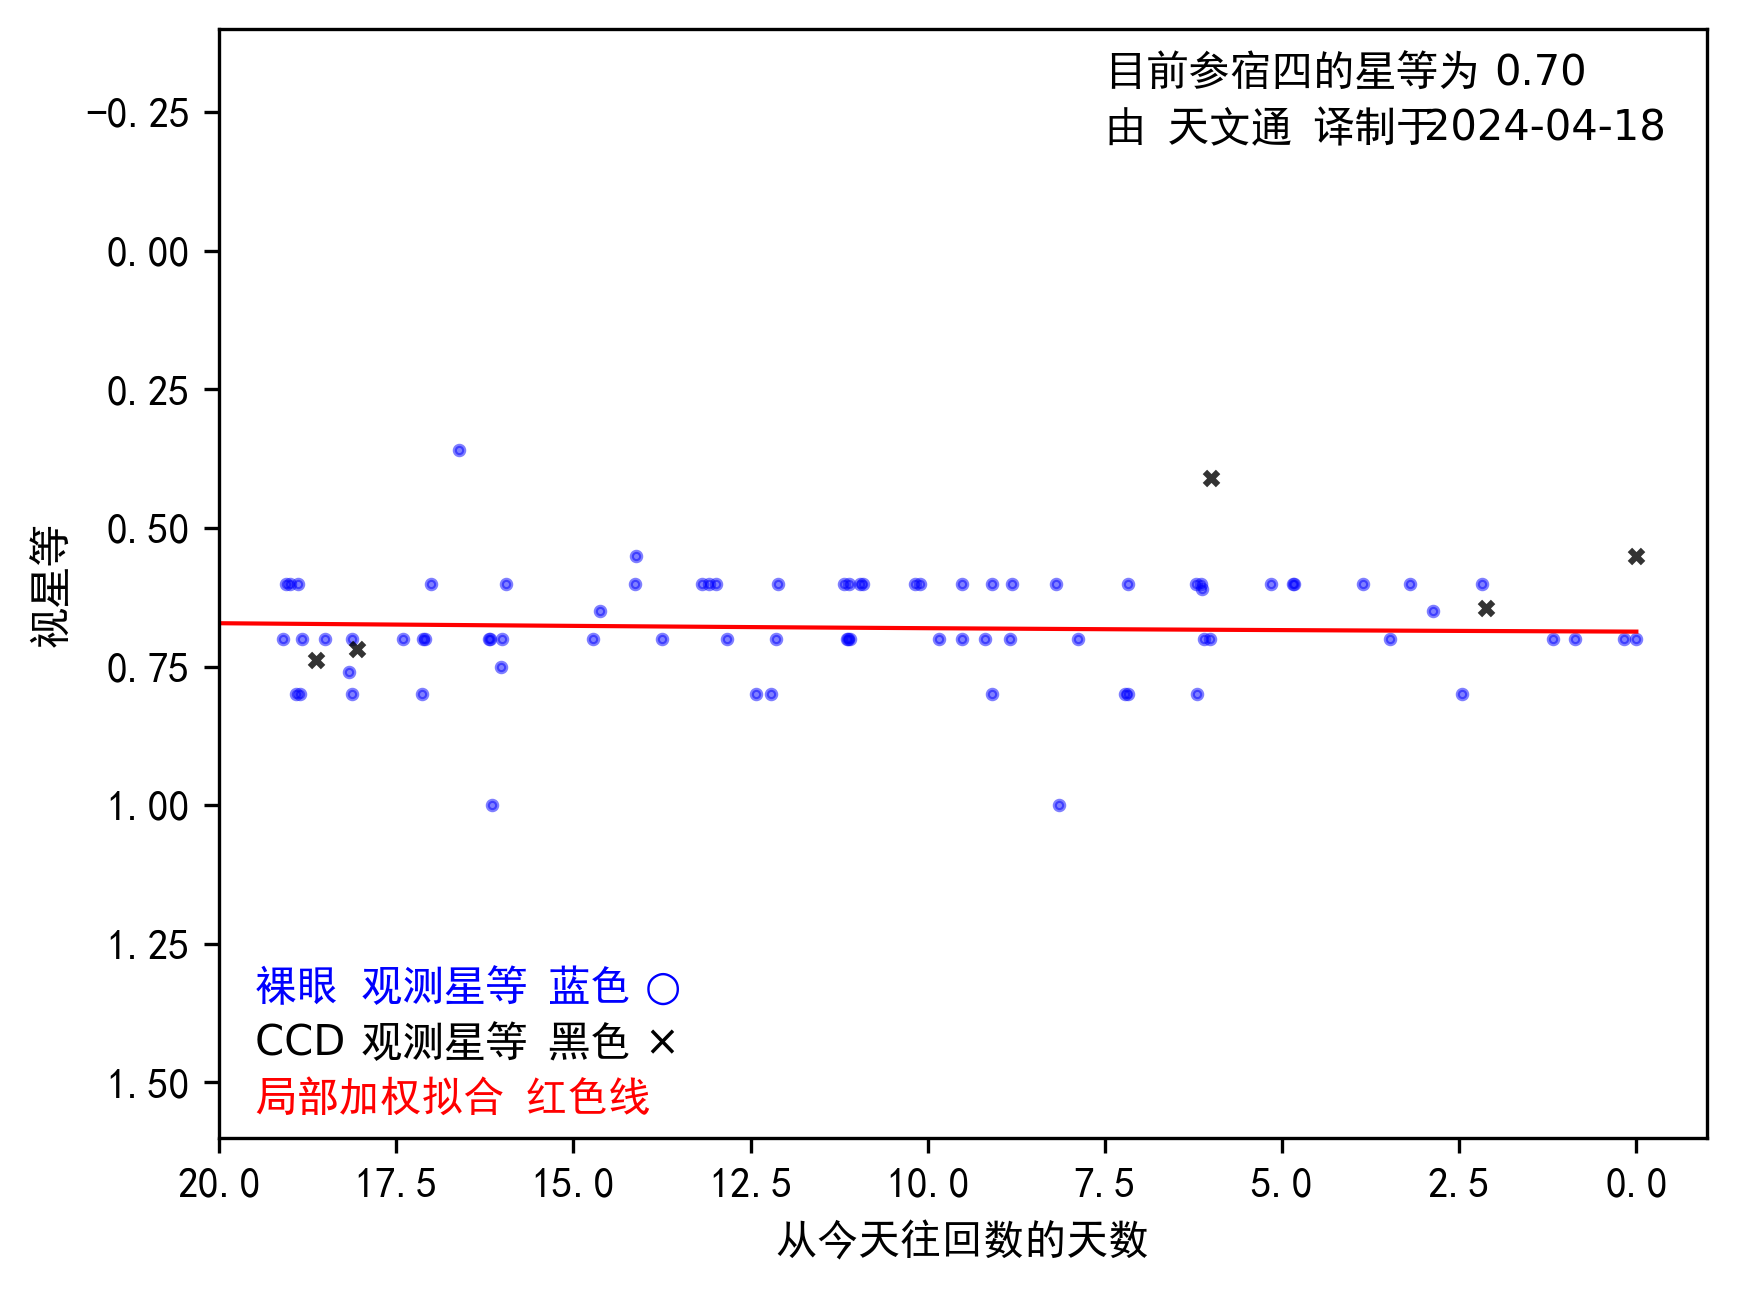 目前参宿四的星等为 0.70
由 天文通 译制于2024-04-18
−0.25
0.00
0.25
0.50
0.75
1.00
1.25
1.50
视星等
裸眼 观测星等 蓝色 ○
CCD 观测星等 黑色 ×
局部加权拟合 红色线
20.0 17.5 15.0 12.5 10.0 7.5 5.0 2.5 0.0
从今天往回数的天数